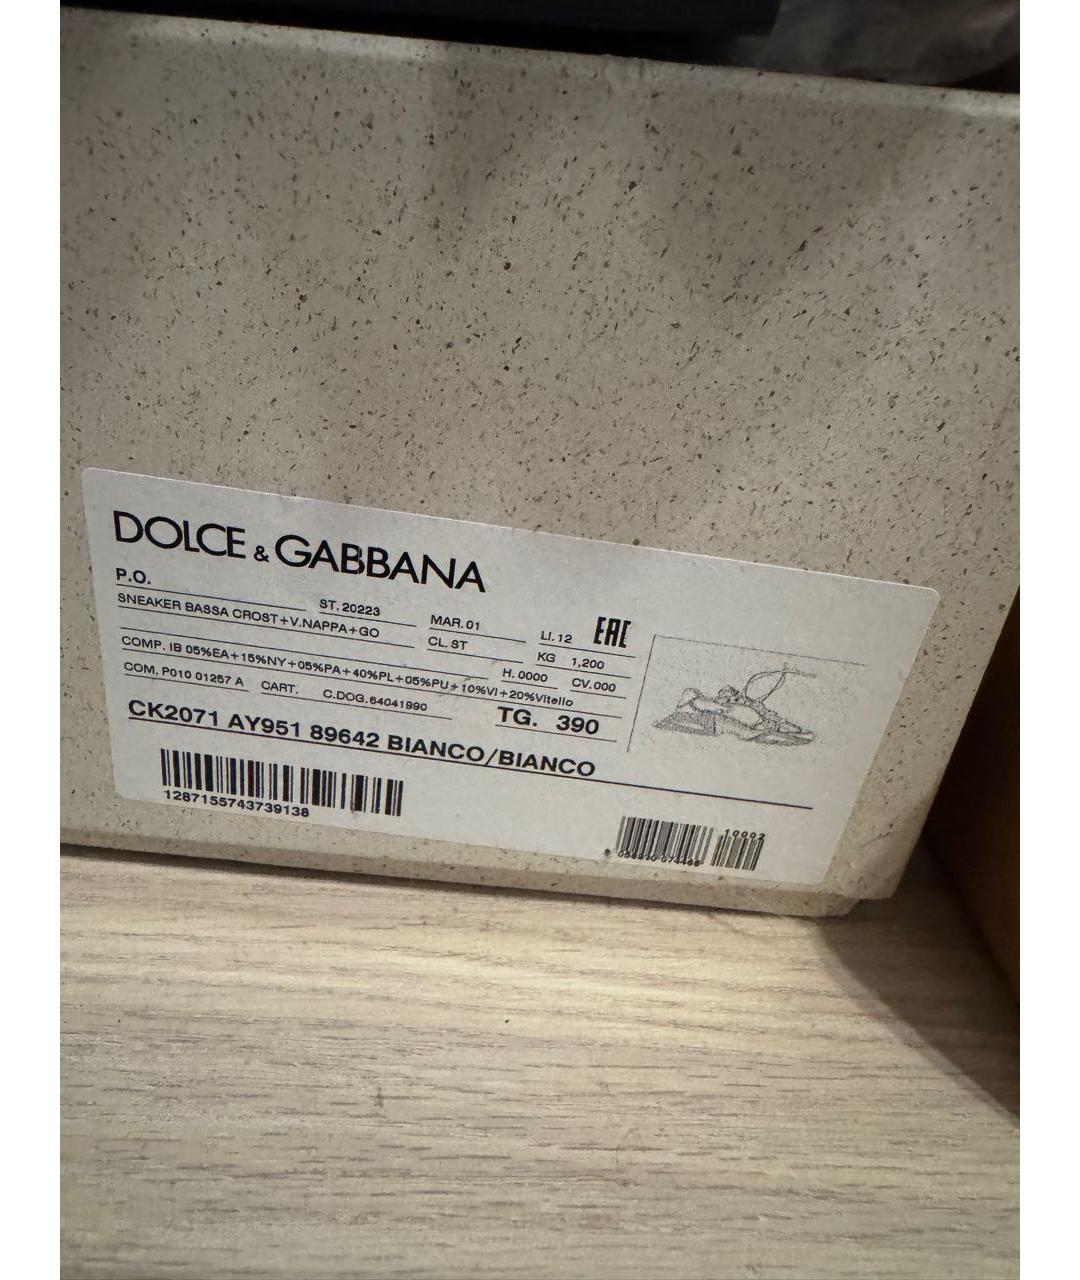 DOLCE & GABBANA
P.O.
ST. 20223
MAR. 01
LI. 12
EAC
SNEAKER BASSA CROST+V.NAPPA+GO
CL. ST
KG 1,200
H. 0000
CV. 000
COMP. IB 05%EA+15%NY+05%PA+40%PL+05%PU+10%VI+20%Vitello
COM. P010 01257 A
CART.
C.DOG.64041990
TG. 390
CK2071 AY951 89642 BIANCO/BIANCO
1287155743739138
10002